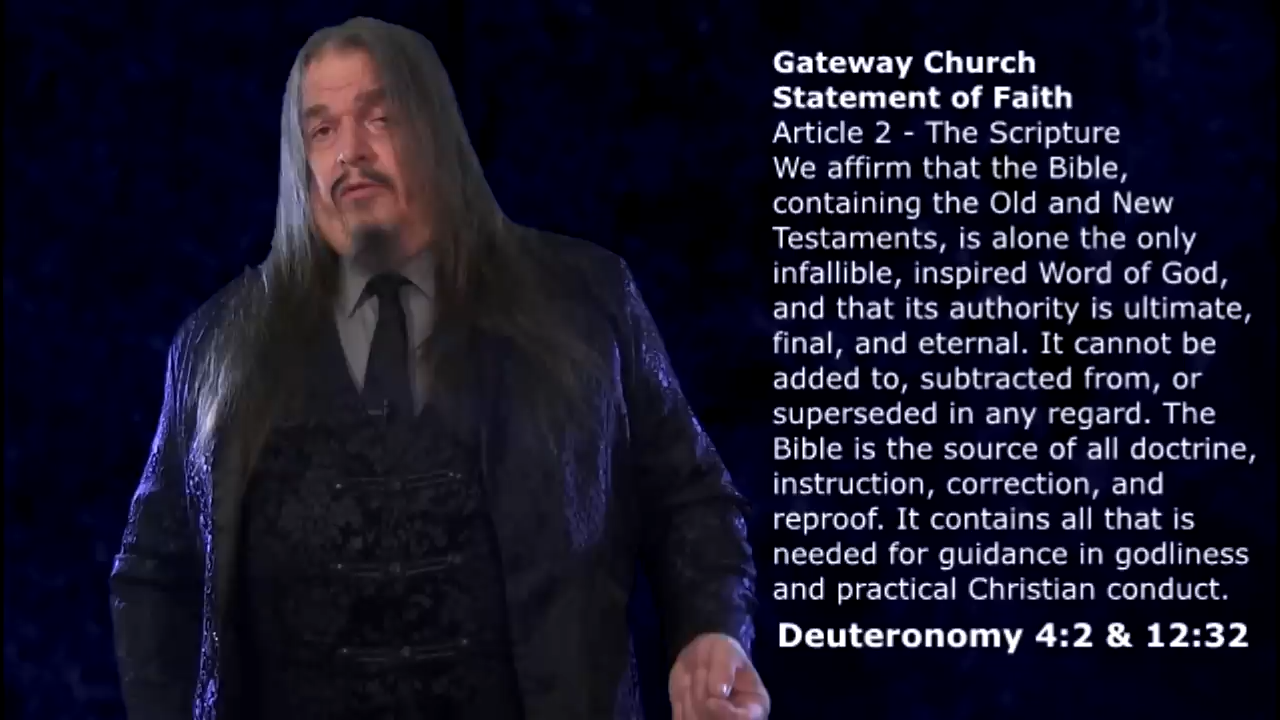 Gateway Church
Statement of Faith
Article 2 - The Scripture
We affirm that the Bible,
containing the Old and New
Testaments, is alone the only
infallible, inspired Word of God,
and that its authority is ultimate,
final, and eternal. It cannot be
added to, subtracted from, or
superseded in any regard. The
Bible is the source of all doctrine,
instruction, correction, and
reproof. It contains all that is
needed for guidance in godliness
and practical Christian conduct.
Deuteronomy 4:2 & 12:32